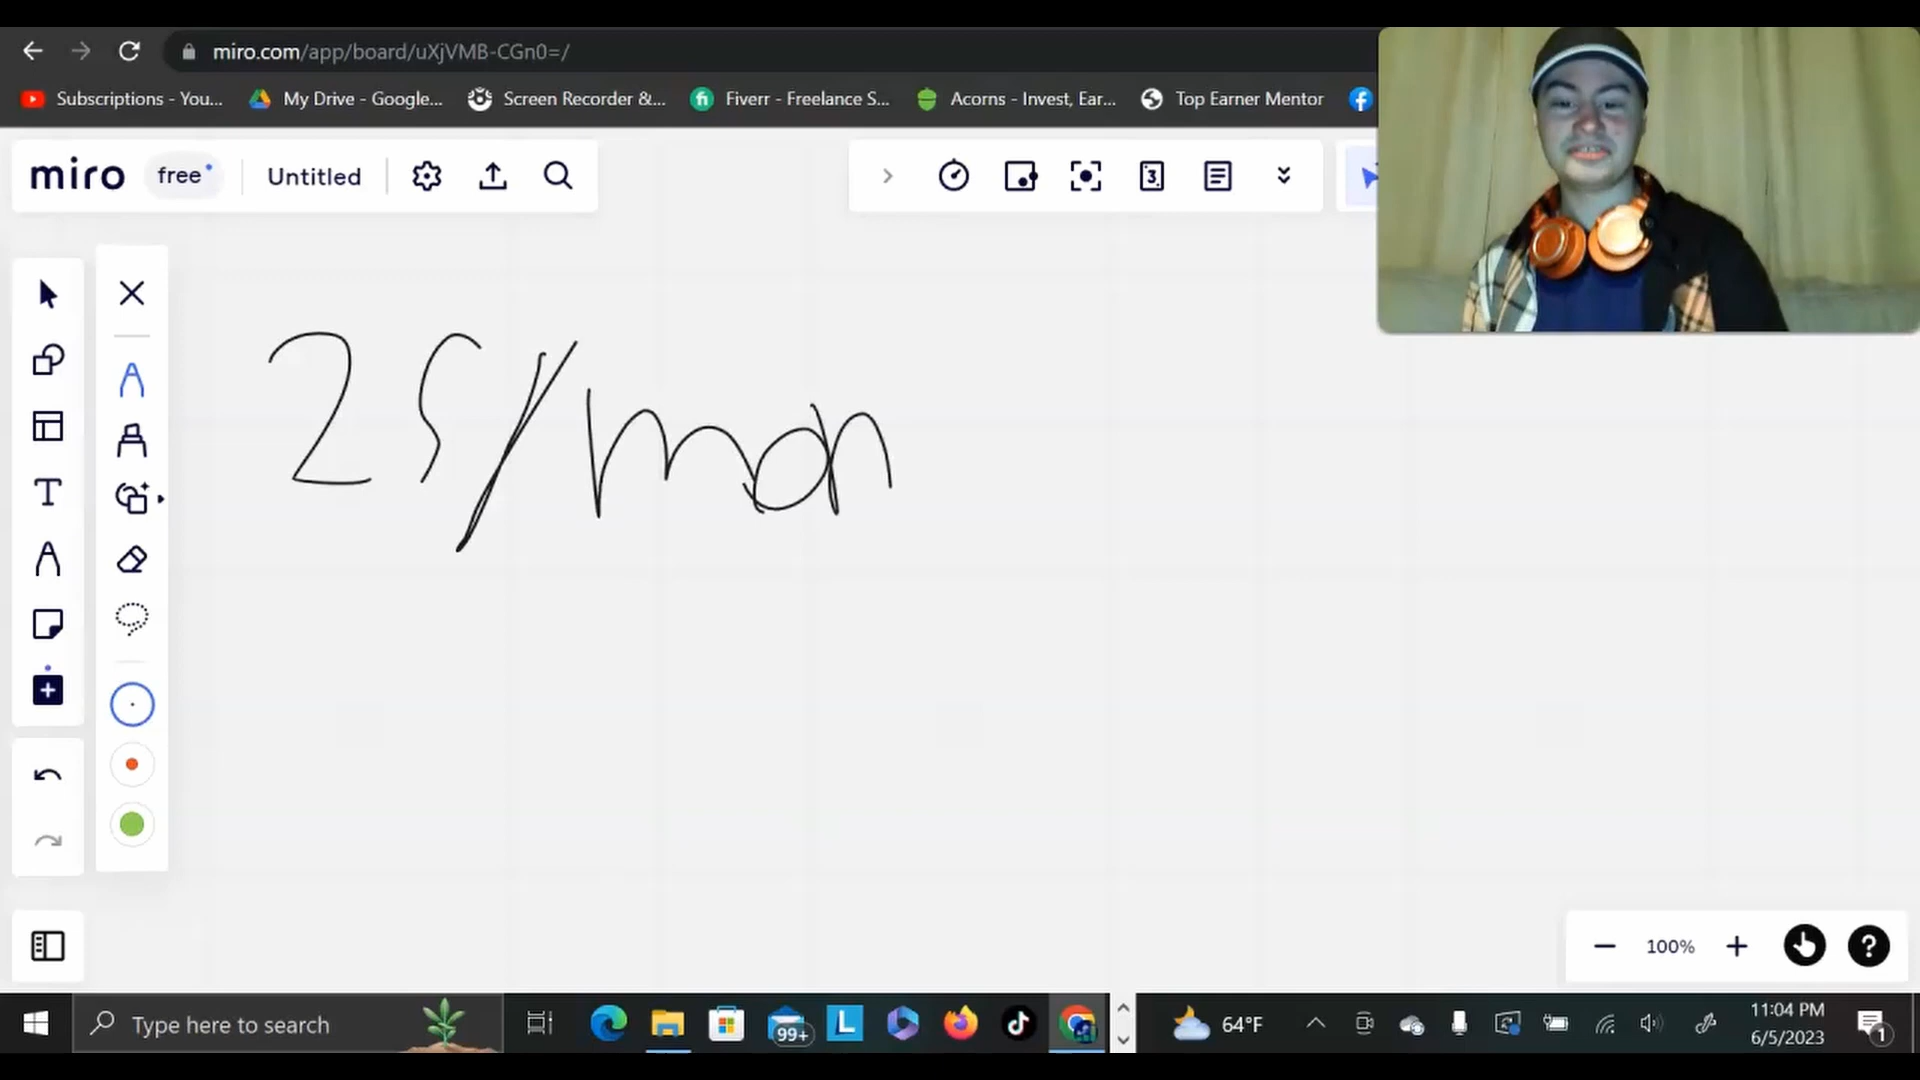 miro.com/app/board/uXjVMB-CGn0=/
Subscriptions - You... My Drive - Google... Screen Recorder &... Fiverr - Freelance S... Acorns - Invest, Ear... Top Earner Mentor
miro free Untitled 3
25/mon
100%
Type here to search
99+
L
64°F
11:04 PM
6/5/2023
1